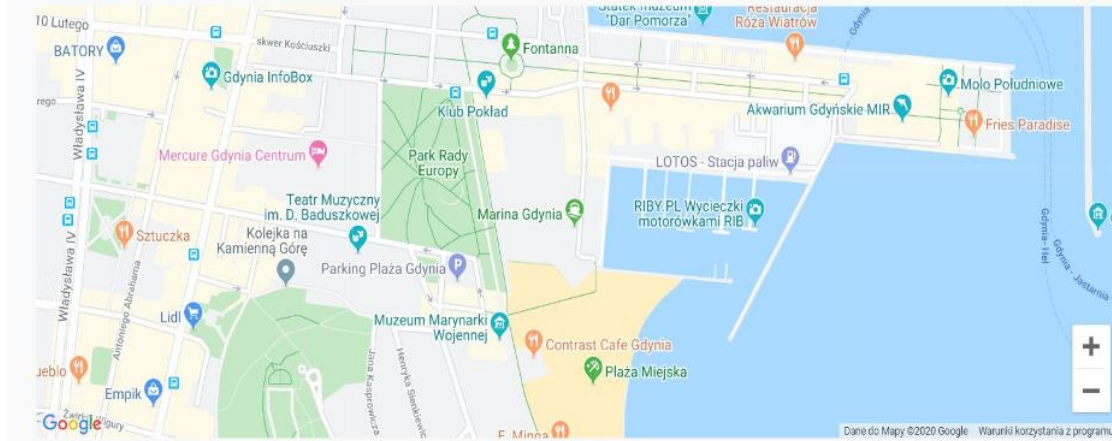 Statek muzeum
"Dar Pomorza"
Restauracja
Róża Wiatrów
10 Lutego
skwer Kościuszki
Fontanna
BATORY
Gdynia InfoBox
Klub Pokład
Molo Południowe
Akwarium Gdyńskie MIR
Fries Paradise
Władysława IV
Mercure Gdynia Centrum
Park Rady
Europy
LOTOS - Stacja paliw
Teatr Muzyczny
im. D. Baduszkowej
Marina Gdynia
RIBY.PL Wycieczki
motorówkami RIB
Sztuczka
Kolejka na
Kamienną Górę
Parking Plaża Gdynia
Gdynia - Hel
Gdynia - Jastarnia
Władysława IV
Antoniego Abrahama
Lidl
Muzeum Marynarki
Wojennej
Contrast Cafe Gdynia
Plaża Miejska
Jana Kasprowicza
Henryka Sienkiewic
ueblo
Empik
Gdynia
+
−
Google
F. Minga
Dane do Mapy ©2020 Google
Warunki korzystania z programu